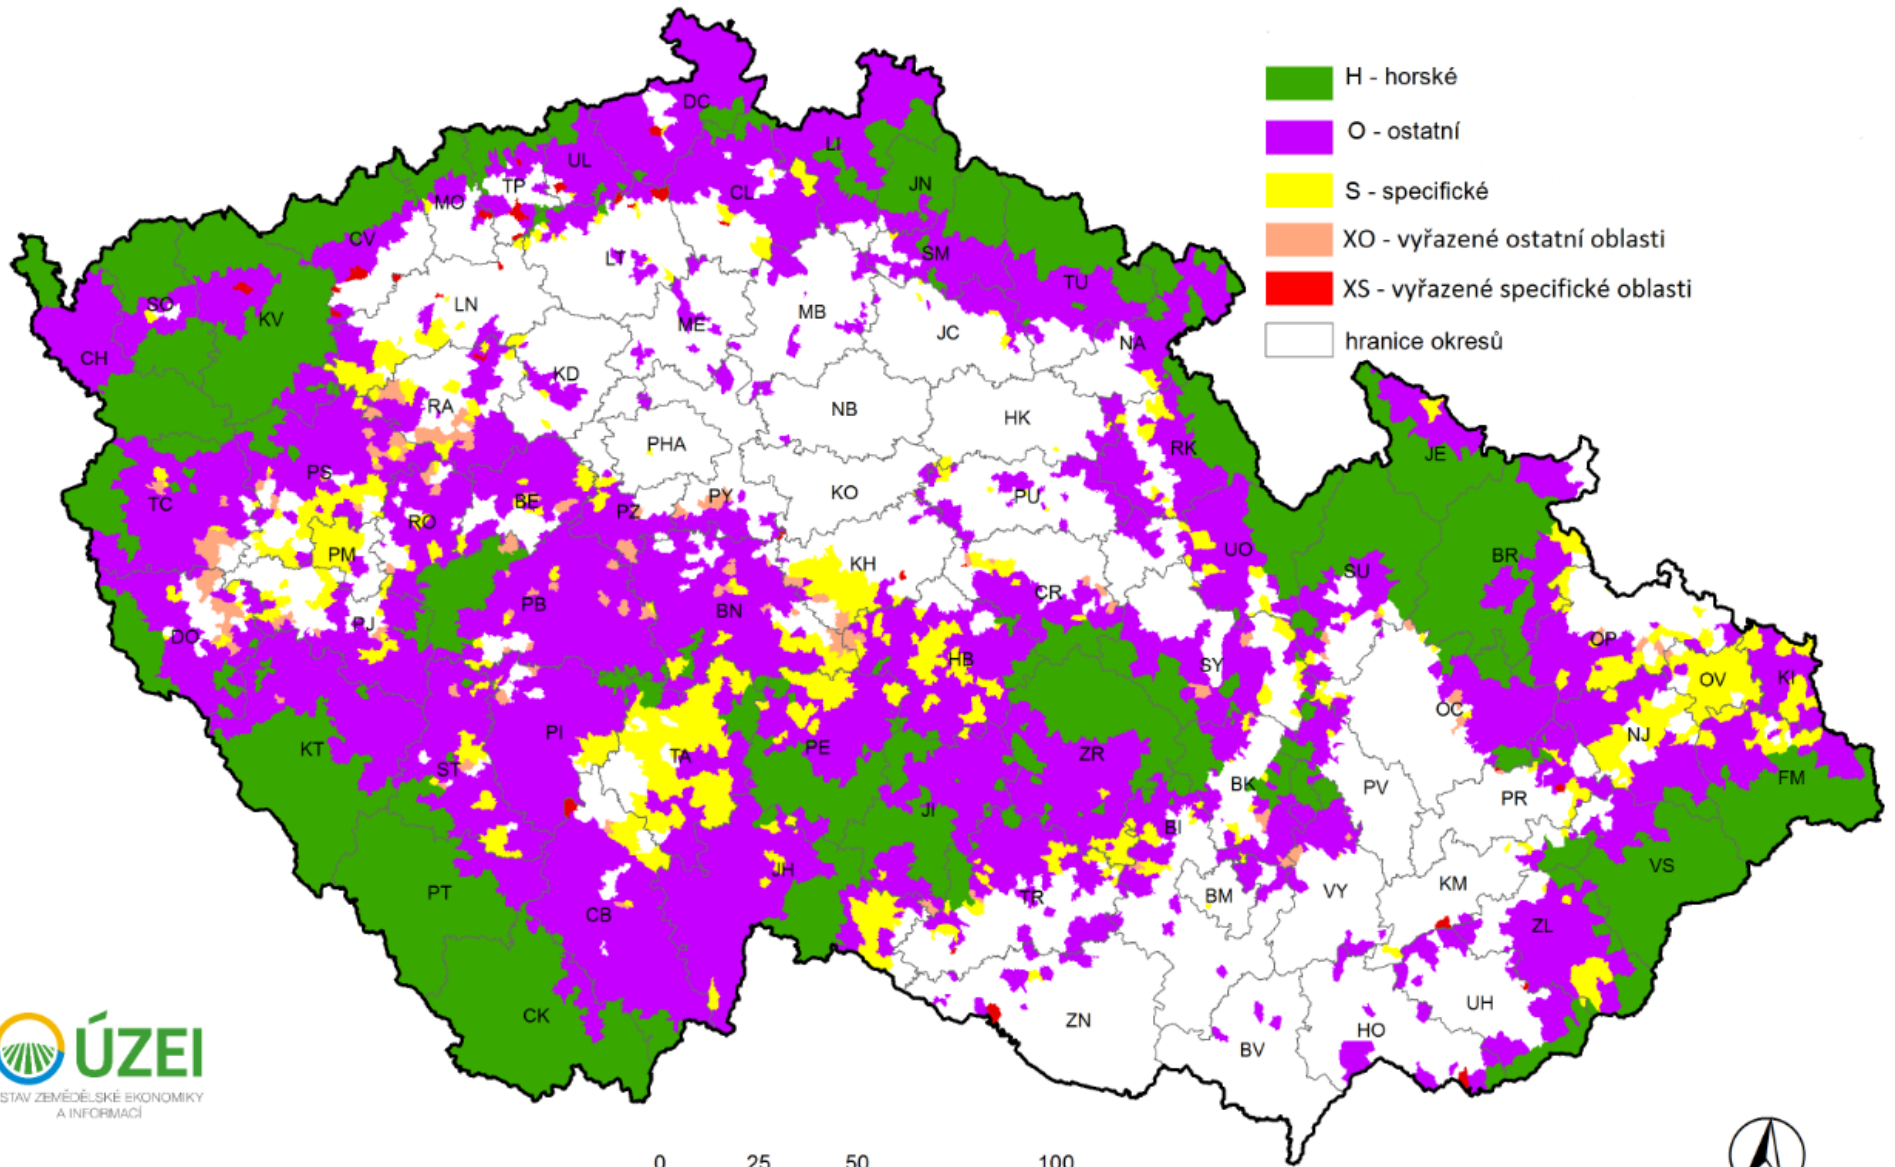 H - horské
O - ostatní
S - specifické
XO - vyřazené ostatní oblasti
XS - vyřazené specifické oblasti
hranice okresů
DC
LI
UL
TP
JN
CL
MO
CV
SM
LT
TU
SO
LN
KV
ME
MB
JC
NA
CH
KD
RA
NB
HK
PHA
RK
JE
PS
TC
BE
PY
KO
PU
RO
PZ
PM
KH
UO
BR
SU
CR
PB
BN
PJ
DO
OP
HB
SY
OV
KI
OC
PI
NJ
KT
TA
PE
ZR
ST
BK
PV
FM
PR
JI
BI
VS
JH
PT
TR
BM
VY
KM
CB
ZL
CK
ZN
UH
HO
BV
ÚZEI
STAV ZEMĚDĚLSKÉ EKONOMIKY
A INFORMACÍ
0 25 50 100